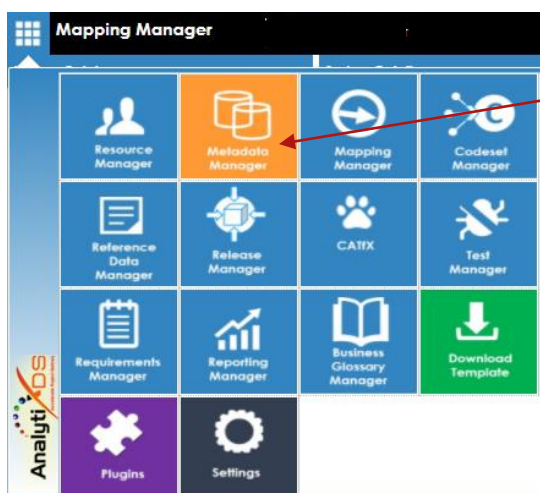 Mapping Manager
Resource
Manager
Metadata
Manager
Mapping
Manager
Codeset
Manager
Reference
Data
Manager
Release
Manager
CATfX
Test
Manager
Requirements
Manager
Reporting
Manager
Business
Glossary
Manager
Download
Template
Plugins
Settings
AnalytiXDS